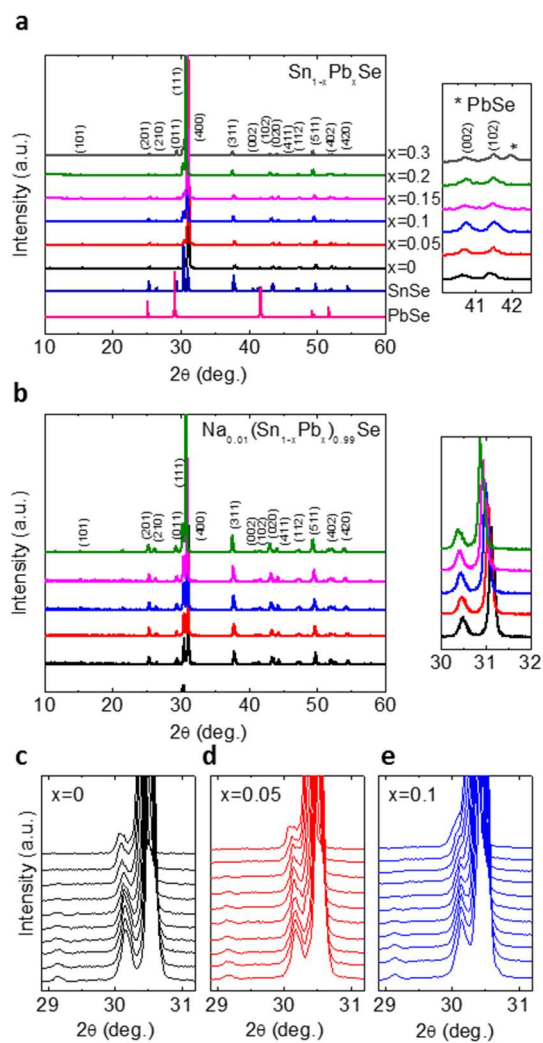 a
Sn1-xPbxSe
(101)
(201)
(210)
(011)
(111)
(400)
(311)
(002)
(102)
(020)
(411)
(112)
(511)
(402)
(420)
x=0.3
x=0.2
x=0.15
x=0.1
x=0.05
x=0
SnSe
PbSe
Intensity (a.u.)
10 20 30 40 50 60
2θ (deg.)
* PbSe
(002)
(102)
*
41 42
b
Na0.01(Sn1-xPbx)0.99Se
(101)
(201)
(210)
(011)
(111)
(400)
(311)
(002)
(102)
(020)
(411)
(112)
(511)
(402)
(420)
Intensity (a.u.)
10 20 30 40 50 60
2θ (deg.)
30 31 32
c
x=0
Intensity (a.u.)
29 30 31
2θ (deg.)
d
x=0.05
29 30 31
2θ (deg.)
e
x=0.1
29 30 31
2θ (deg.)